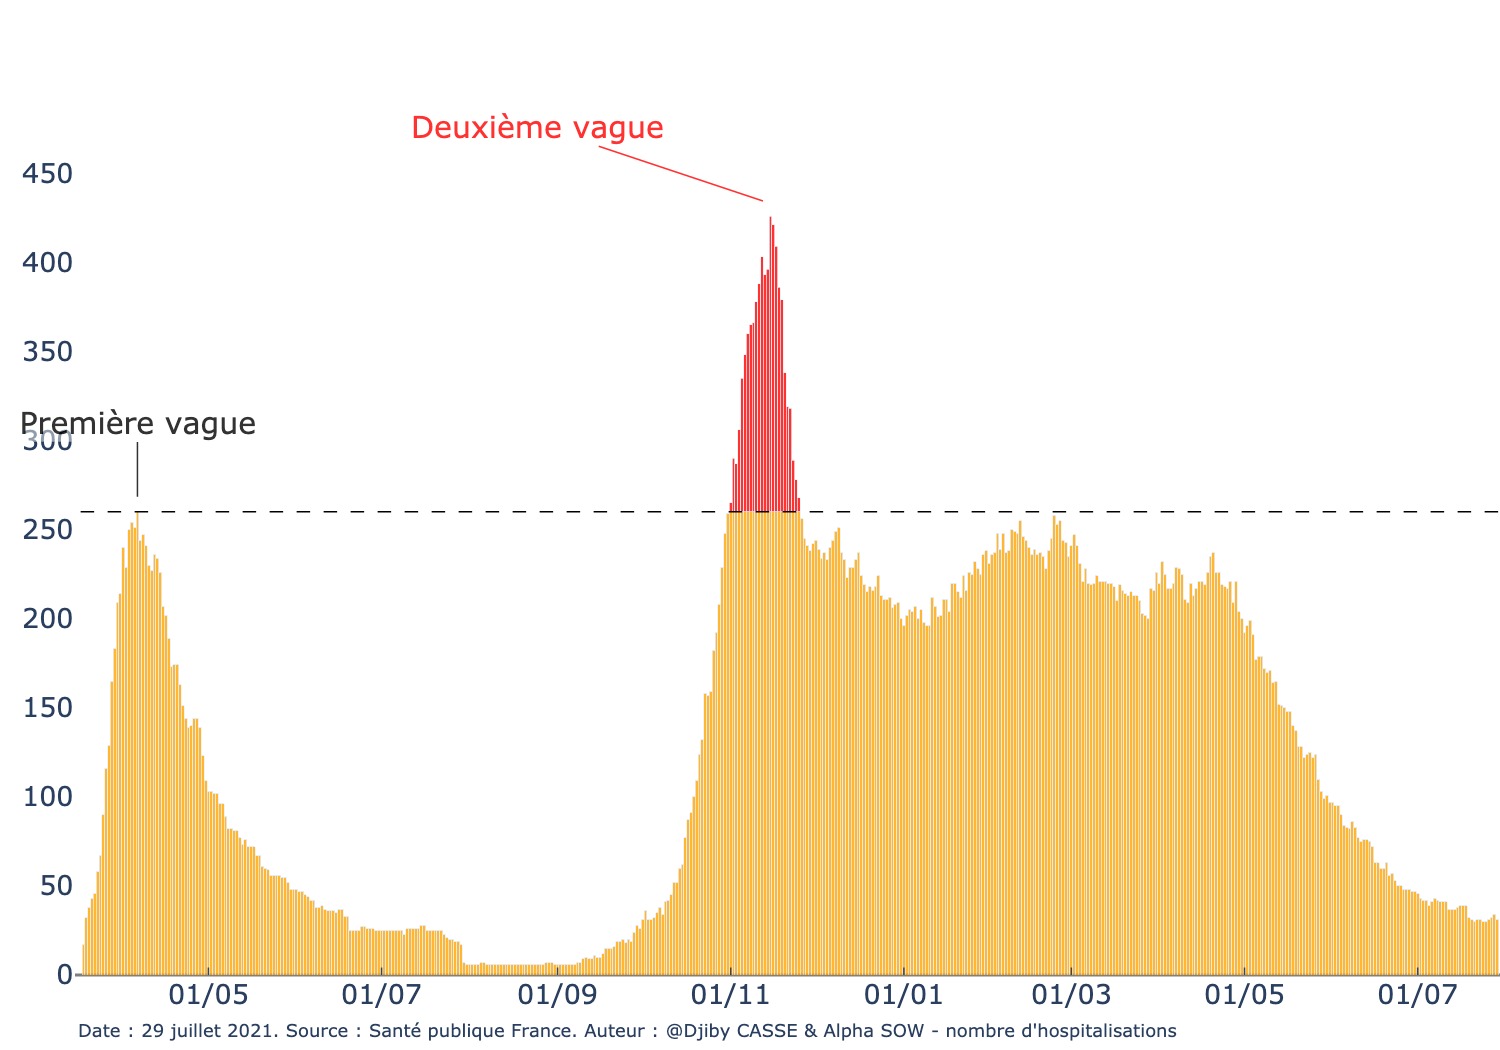 Deuxième vague
450
400
350
Première vague
300
250
200
150
100
50
0
01/05 01/07 01/09 01/11 01/01 01/03 01/05 01/07
Date : 29 juillet 2021. Source : Santé publique France. Auteur : @Djiby CASSE & Alpha SOW - nombre d'hospitalisations